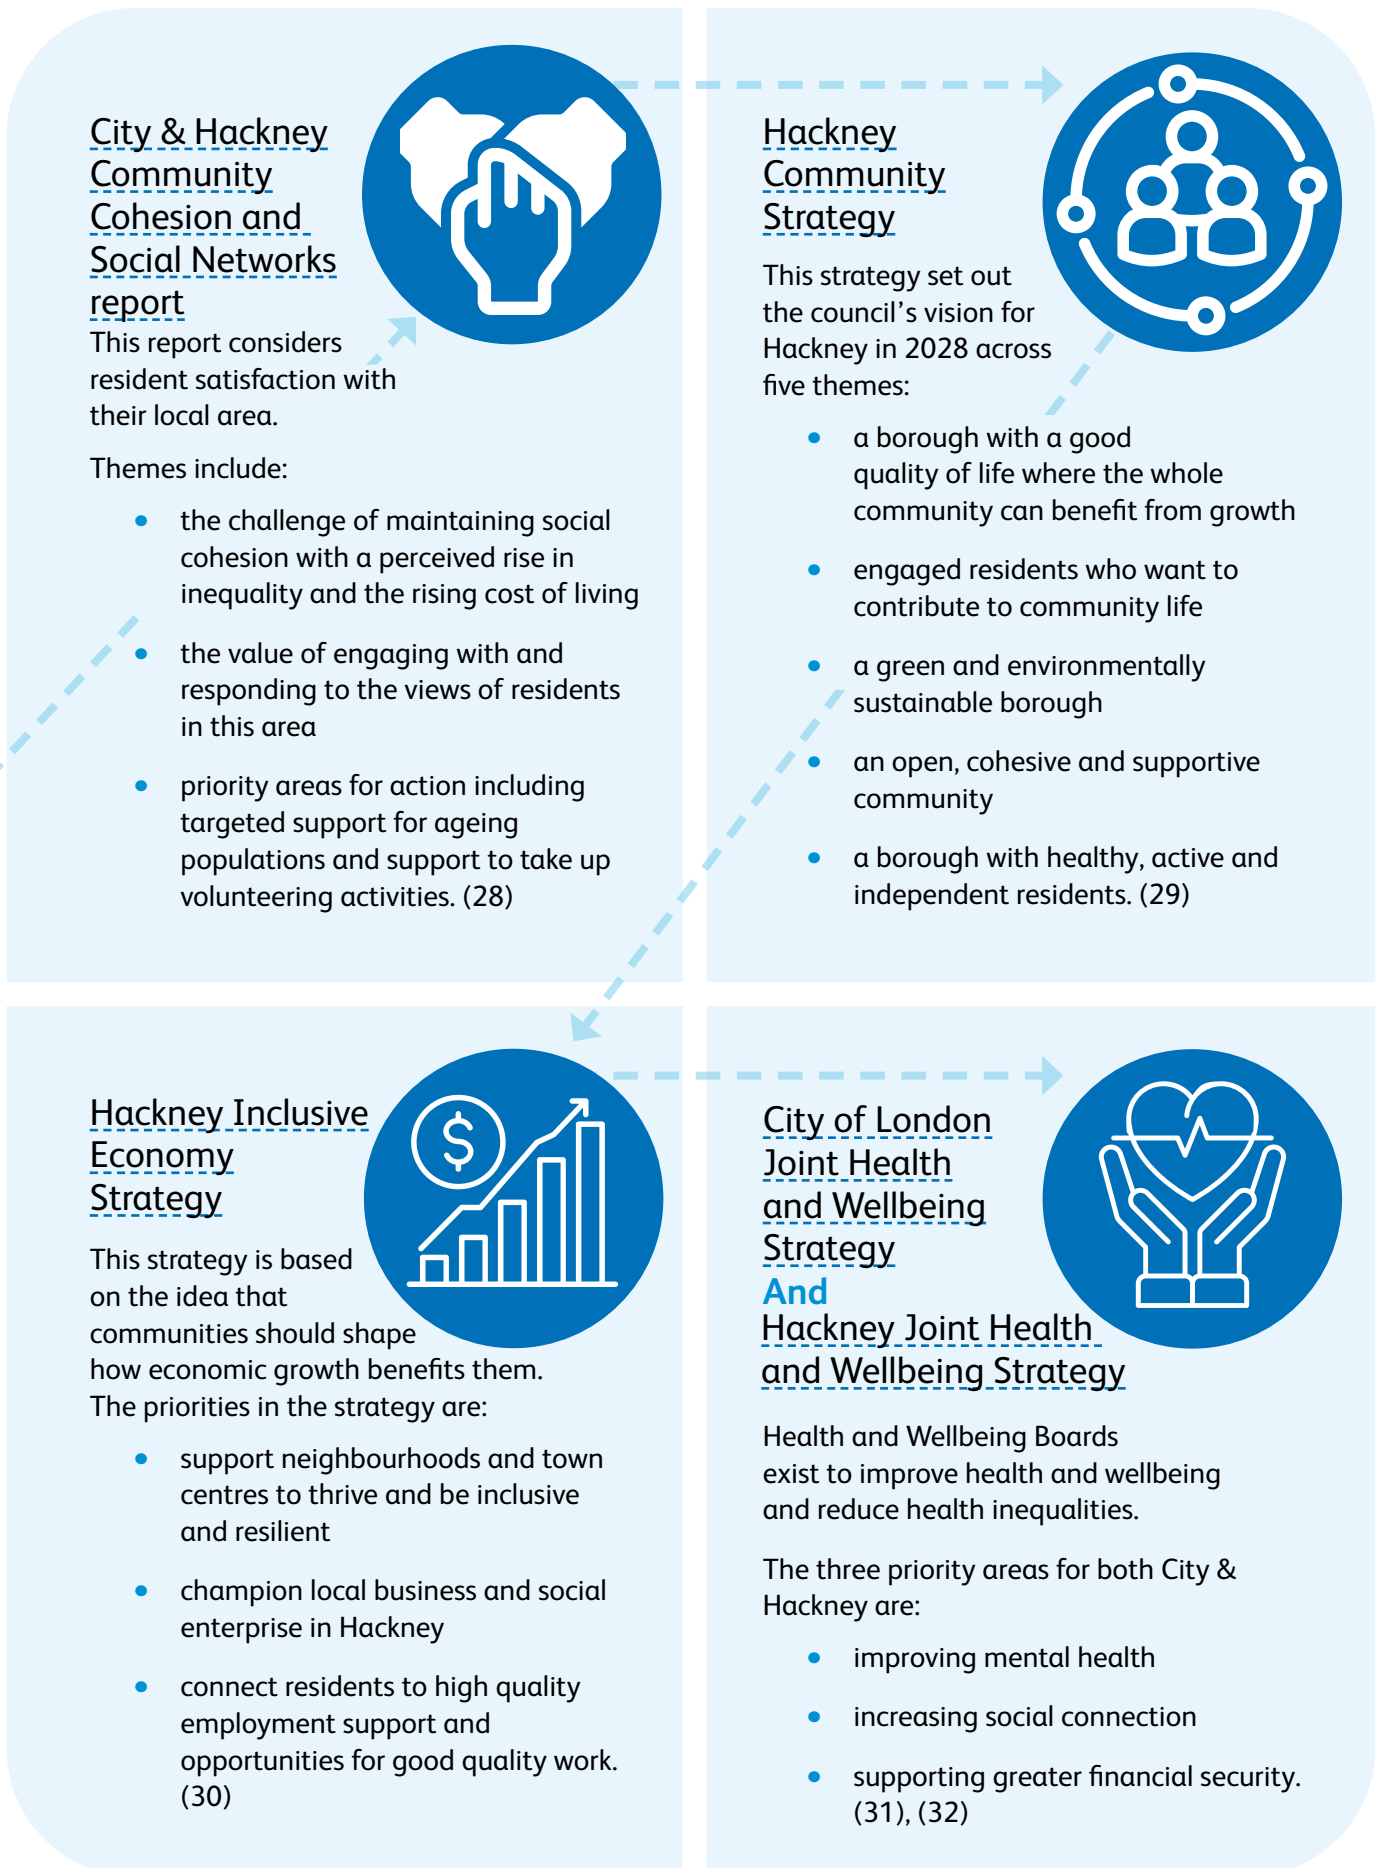 City & Hackney
Community
Cohesion and
Social Networks
report
This report considers
resident satisfaction with
their local area.
Themes include:
• the challenge of maintaining social
cohesion with a perceived rise in
inequality and the rising cost of living
• the value of engaging with and
responding to the views of residents
in this area
• priority areas for action including
targeted support for ageing
populations and support to take up
volunteering activities. (28)
Hackney
Community
Strategy
This strategy set out
the council’s vision for
Hackney in 2028 across
five themes:
• a borough with a good
quality of life where the whole
community can benefit from growth
• engaged residents who want to
contribute to community life
• a green and environmentally
sustainable borough
• an open, cohesive and supportive
community
• a borough with healthy, active and
independent residents. (29)
Hackney Inclusive
Economy
Strategy
$
This strategy is based
on the idea that
communities should shape
how economic growth benefits them.
The priorities in the strategy are:
• support neighbourhoods and town
centres to thrive and be inclusive
and resilient
• champion local business and social
enterprise in Hackney
• connect residents to high quality
employment support and
opportunities for good quality work.
(30)
City of London
Joint Health
and Wellbeing
Strategy
And
Hackney Joint Health
and Wellbeing Strategy
Health and Wellbeing Boards
exist to improve health and wellbeing
and reduce health inequalities.
The three priority areas for both City &
Hackney are:
• improving mental health
• increasing social connection
• supporting greater financial security.
(31), (32)